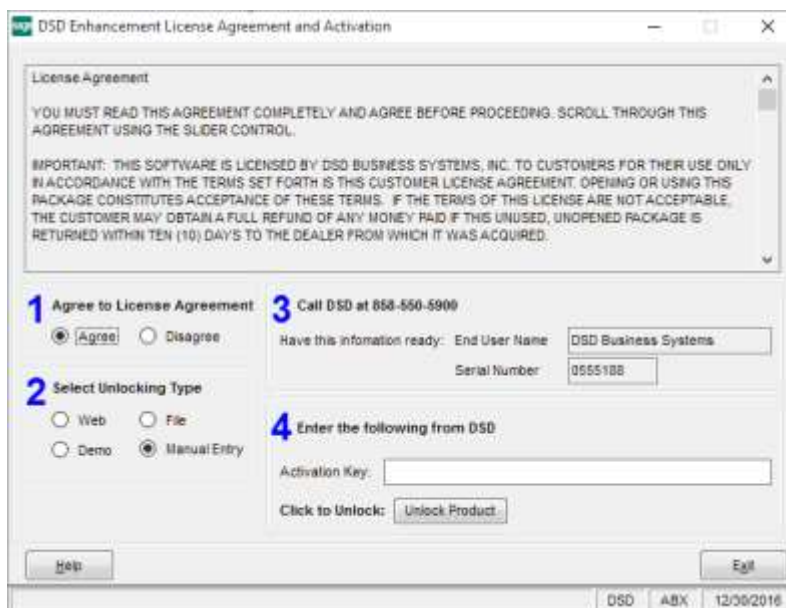 sage DSD Enhancement License Agreement and Activation
License Agreement
YOU MUST READ THIS AGREEMENT COMPLETELY AND AGREE BEFORE PROCEEDING. SCROLL THROUGH THIS
AGREEMENT USING THE SLIDER CONTROL.
IMPORTANT: THIS SOFTWARE IS LICENSED BY DSD BUSINESS SYSTEMS, INC. TO CUSTOMERS FOR THEIR USE ONLY
IN ACCORDANCE WITH THE TERMS SET FORTH IS THIS CUSTOMER LICENSE AGREEMENT. OPENING OR USING THIS
PACKAGE CONSTITUTES ACCEPTANCE OF THESE TERMS. IF THE TERMS OF THIS LICENSE ARE NOT ACCEPTABLE,
THE CUSTOMER MAY OBTAIN A FULL REFUND OF ANY MONEY PAID IF THIS UNUSED, UNOPENED PACKAGE IS
RETURNED WITHIN TEN (10) DAYS TO THE DEALER FROM WHICH IT WAS ACQUIRED.
1 Agree to License Agreement
Agree Disagree
2 Select Unlocking Type
Web File
Demo Manual Entry
3 Call DSD at 858-550-5900
Have this infomation ready: End User Name DSD Business Systems
Serial Number 0555188
4 Enter the following from DSD
Activation Key:
Click to Unlock: Unlock Product
Help Exit
DSD ABX 12/30/2016